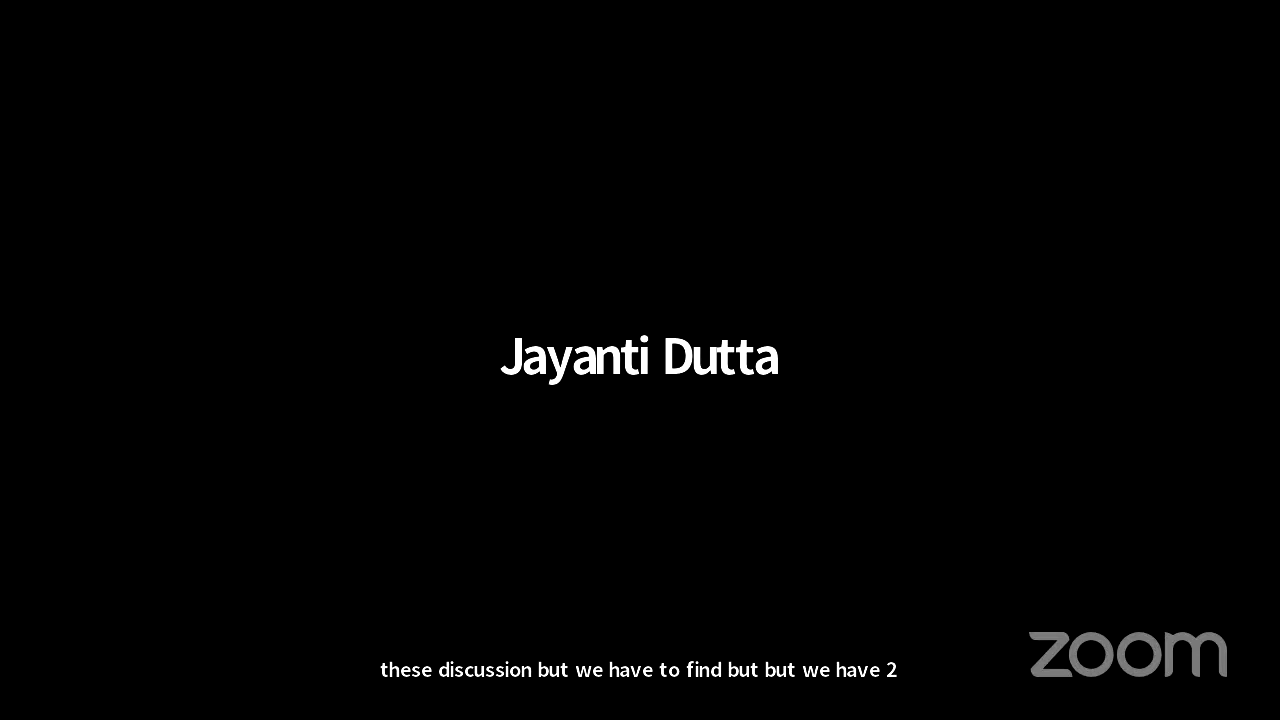 Jayanti Dutta
these discussion but we have to find but but we have 2
zoom